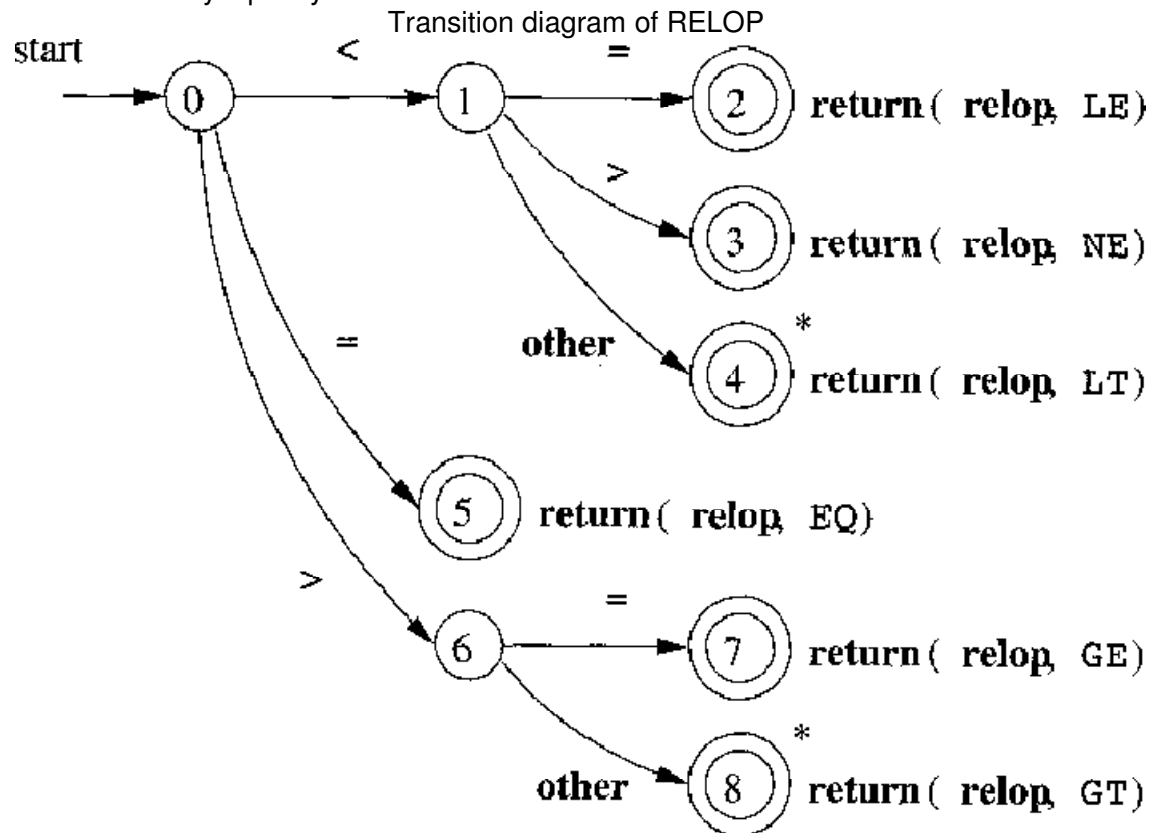 Transition diagram of RELOP
start < =
0 1 2 return( relop, LE)
>
3 return( relop, NE)
*
= other 4 return( relop, LT)
5 return( relop, EQ)
> =
6 7 return( relop, GE)
*
other 8 return( relop, GT)